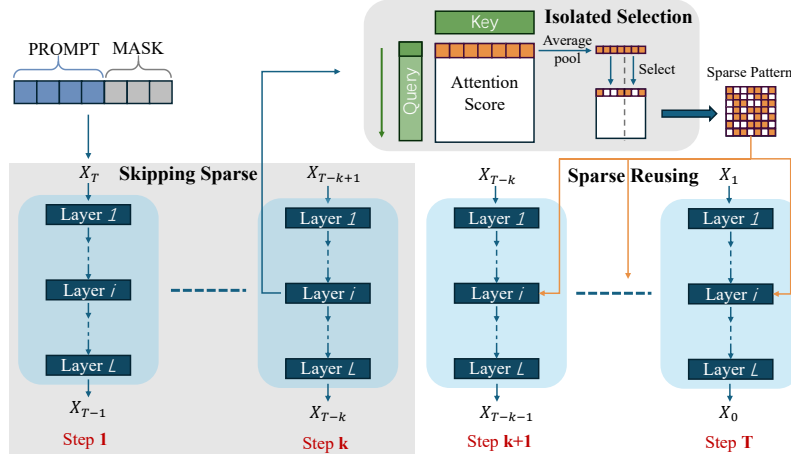 Isolated Selection
Key
PROMPT MASK
Query
Attention
Score
Average
pool
Select
Sparse Pattern
X_T Skipping Sparse X_{T-k+1} X_{T-k} Sparse Reusing X_1
Layer 1 Layer 1 Layer 1 Layer 1
Layer i Layer i Layer i Layer i
Layer L Layer L Layer L Layer L
X_{T-1} X_{T-k} X_{T-k-1} X_0
Step 1 Step k Step k+1 Step T